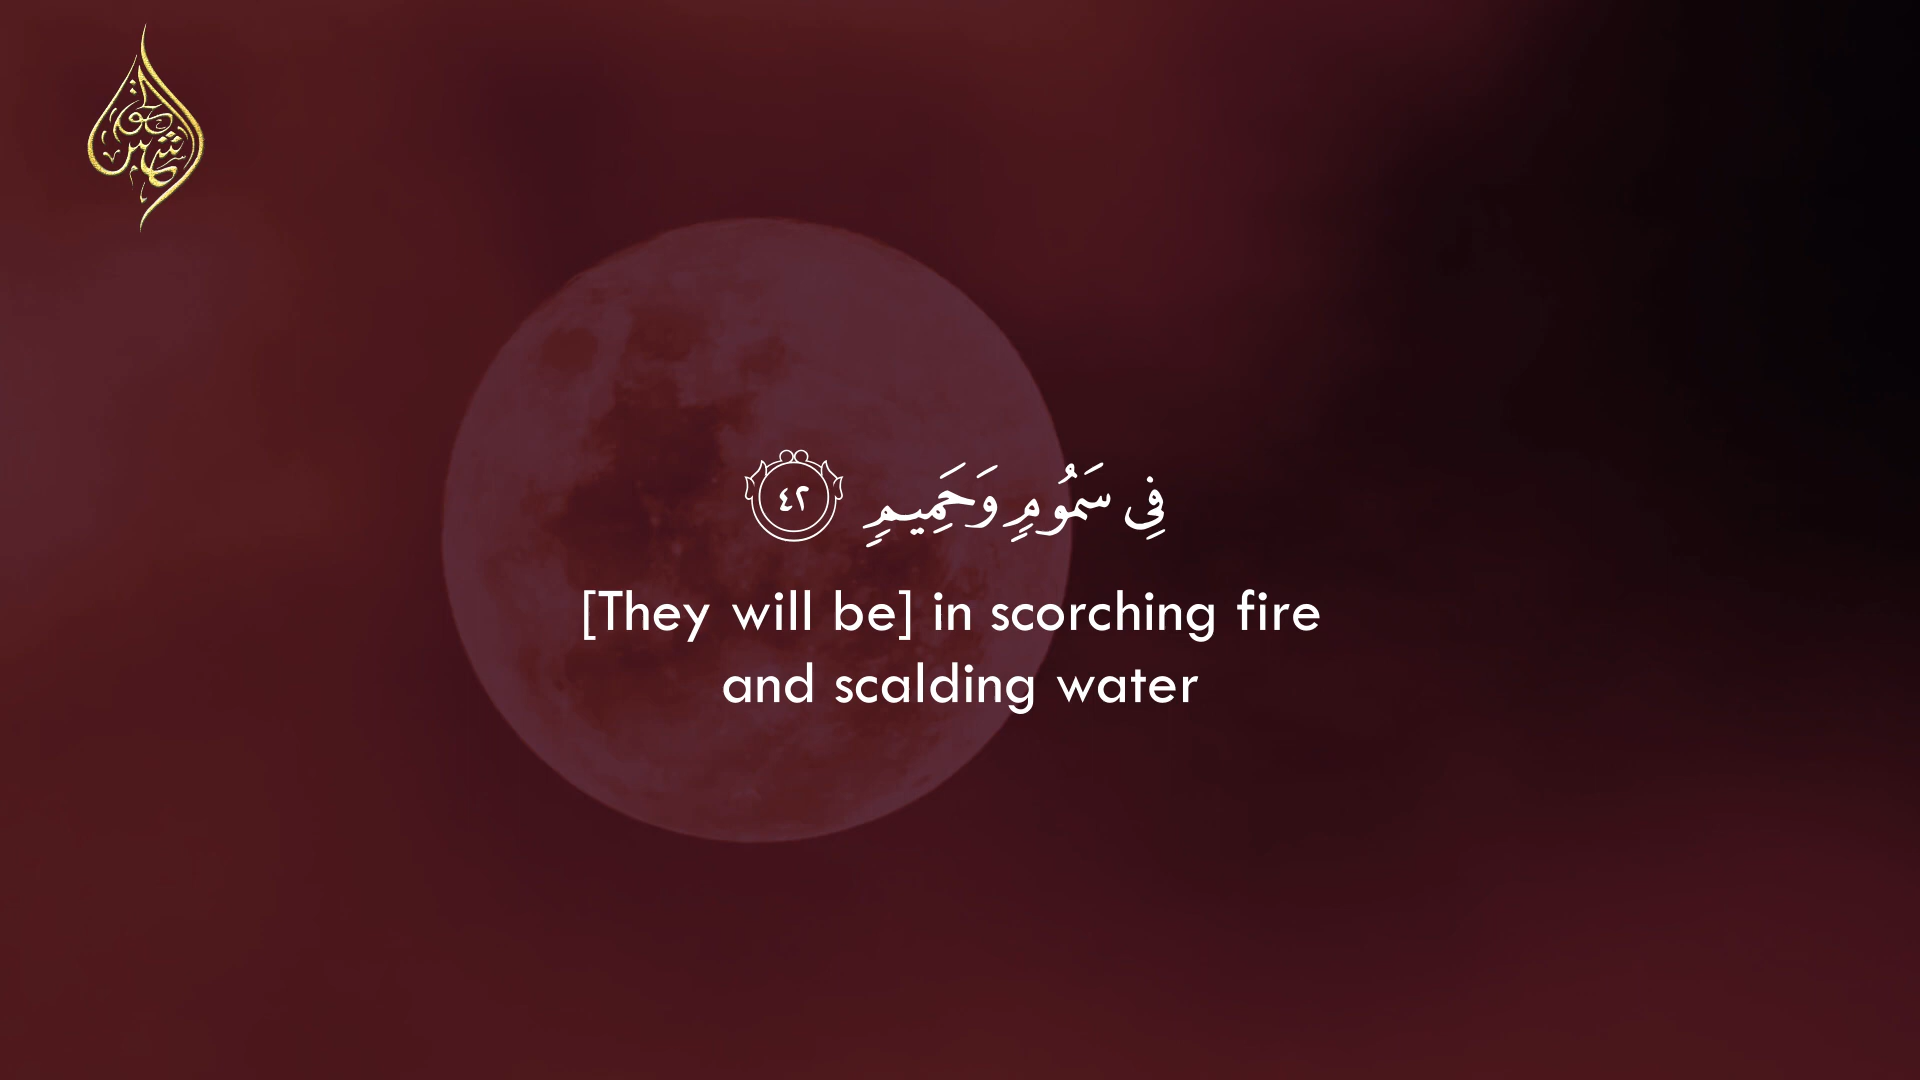 فِى سَمُومٍ وَحَمِيمٍ ٤٢
[They will be] in scorching fire
and scalding water